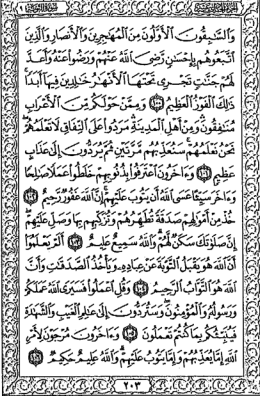 وَالسَّٰبِقُونَ الْأَوَّلُونَ مِنَ الْمُهَٰجِرِينَ وَالْأَنصَارِ وَالَّذِينَ
اتَّبَعُوهُم بِإِحْسَٰنٍ رَّضِيَ اللَّهُ عَنْهُمْ وَرَضُوا عَنْهُ وَأَعَدَّ
لَهُمْ جَنَّٰتٍ تَجْرِي تَحْتَهَا الْأَنْهَٰرُ خَٰلِدِينَ فِيهَا أَبَدًا
ذَٰلِكَ الْفَوْزُ الْعَظِيمُ ١٠٠ وَمِمَّنْ حَوْلَكُم مِّنَ الْأَعْرَابِ
مُنَٰفِقُونَ وَمِنْ أَهْلِ الْمَدِينَةِ مَرَدُوا عَلَى النِّفَاقِ لَا تَعْلَمُهُمْ
نَحْنُ نَعْلَمُهُمْ سَنُعَذِّبُهُم مَّرَّتَيْنِ ثُمَّ يُرَدُّونَ إِلَىٰ عَذَابٍ
عَظِيمٍ ١٠١ وَءَاخَرُونَ اعْتَرَفُوا بِذُنُوبِهِمْ خَلَطُوا عَمَلًا صَٰلِحًا
وَءَاخَرَ سَيِّئًا عَسَى اللَّهُ أَن يَتُوبَ عَلَيْهِمْ إِنَّ اللَّهَ غَفُورٌ رَّحِيمٌ ١٠٢
خُذْ مِنْ أَمْوَٰلِهِمْ صَدَقَةً تُطَهِّرُهُمْ وَتُزَكِّيهِم بِهَا وَصَلِّ عَلَيْهِمْ
إِنَّ صَلَوٰتَكَ سَكَنٌ لَّهُمْ وَاللَّهُ سَمِيعٌ عَلِيمٌ ١٠٣ أَلَمْ يَعْلَمُوا
أَنَّ اللَّهَ هُوَ يَقْبَلُ التَّوْبَةَ عَنْ عِبَادِهِ وَيَأْخُذُ الصَّدَقَٰتِ وَأَنَّ
اللَّهَ هُوَ التَّوَّابُ الرَّحِيمُ ١٠٤ وَقُلِ اعْمَلُوا فَسَيَرَى اللَّهُ عَمَلَكُمْ
وَرَسُولُهُ وَالْمُؤْمِنُونَ وَسَتُرَدُّونَ إِلَىٰ عَٰلِمِ الْغَيْبِ وَالشَّهَٰدَةِ
فَيُنَبِّئُكُم بِمَا كُنتُمْ تَعْمَلُونَ ١٠٥ وَءَاخَرُونَ مُرْجَوْنَ لِأَمْرِ
اللَّهِ إِمَّا يُعَذِّبُهُمْ وَإِمَّا يَتُوبُ عَلَيْهِمْ وَاللَّهُ عَلِيمٌ حَكِيمٌ ١٠٦
٢٠٣